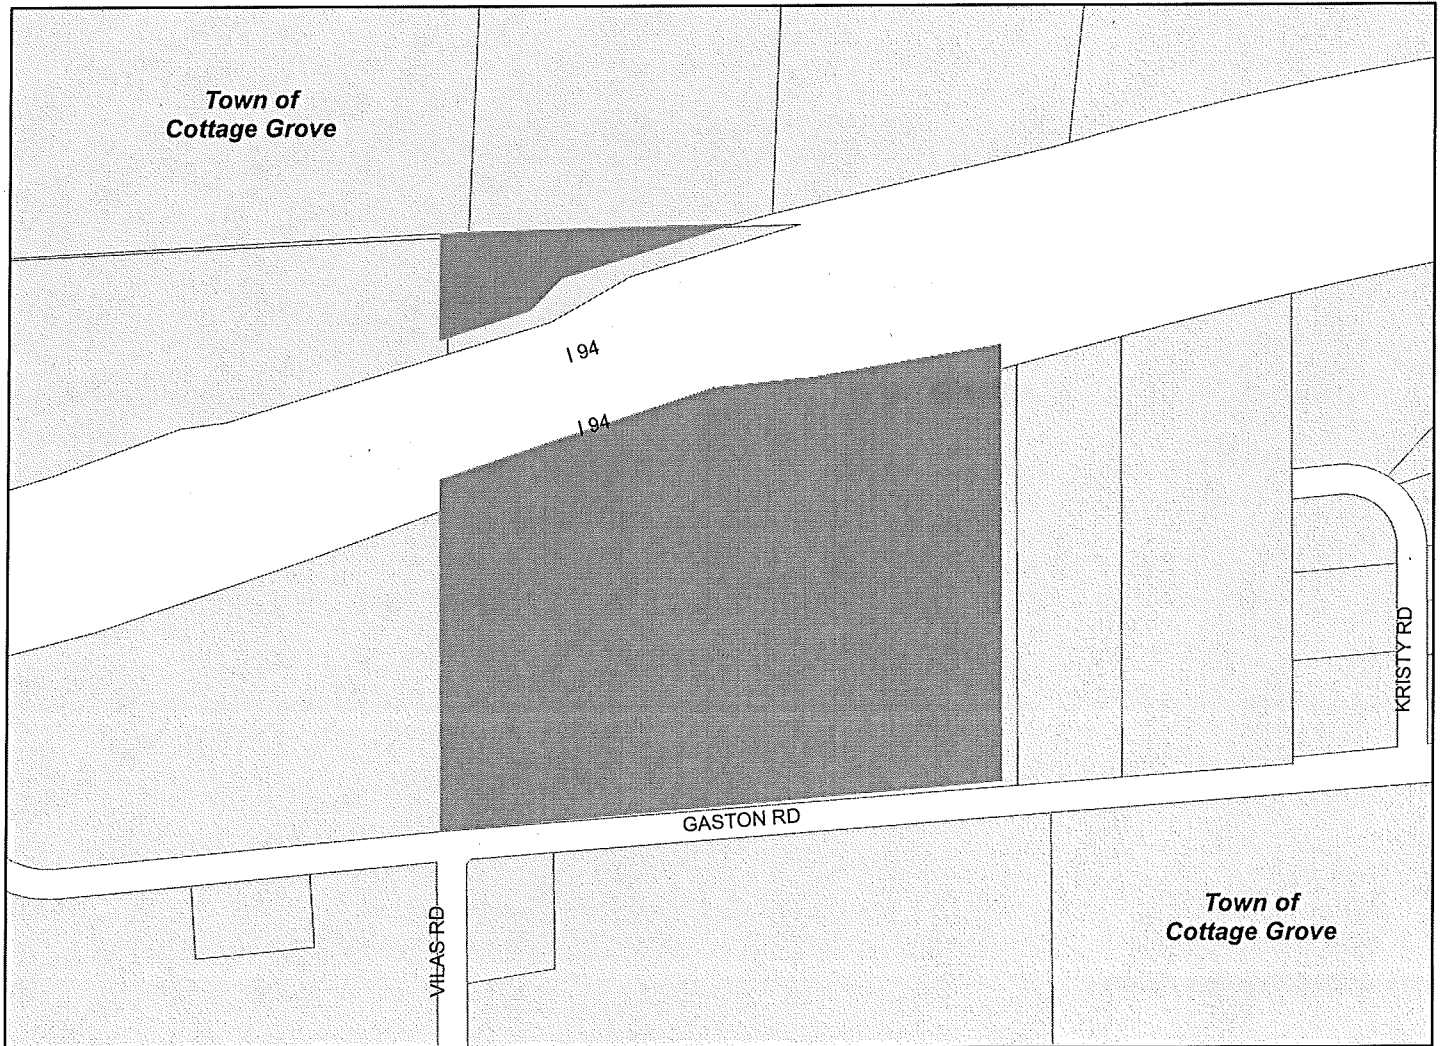 Town of
Cottage Grove
I 94
I 94
KRISTY RD
GASTON RD
VILAS RD
Town of
Cottage Grove